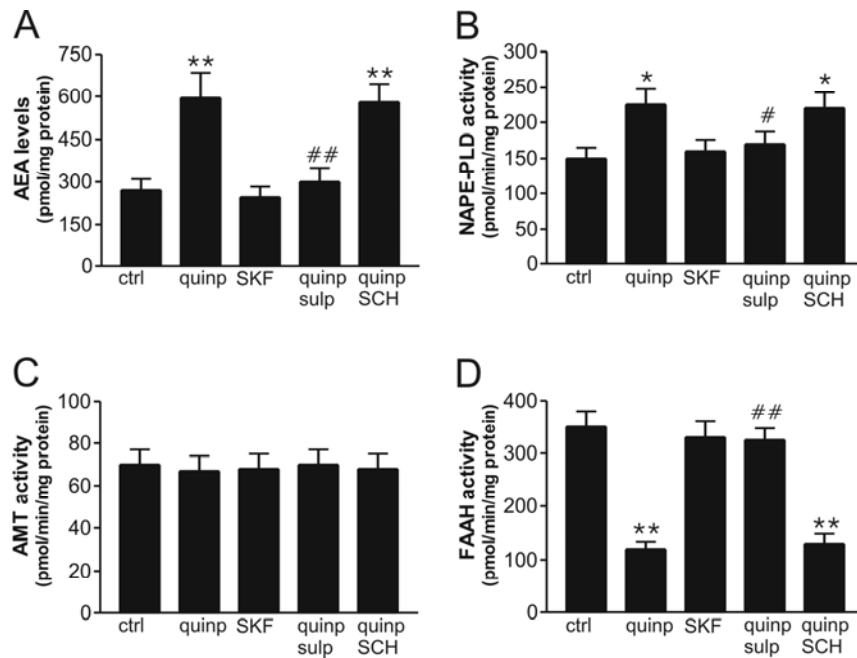 A
AEA levels
(pmol/mg protein)
750
600
450
300
150
0
**
##
**
ctrl quinp SKF quinp quinp
sulp SCH
B
NAPE-PLD activity
(pmol/min/mg protein)
300
250
200
150
100
50
0
*
#
*
ctrl quinp SKF quinp quinp
sulp SCH
C
AMT activity
(pmol/min/mg protein)
100
80
60
40
20
0
ctrl quinp SKF quinp quinp
sulp SCH
D
FAAH activity
(pmol/min/mg protein)
400
300
200
100
0
**
##
**
ctrl quinp SKF quinp quinp
sulp SCH